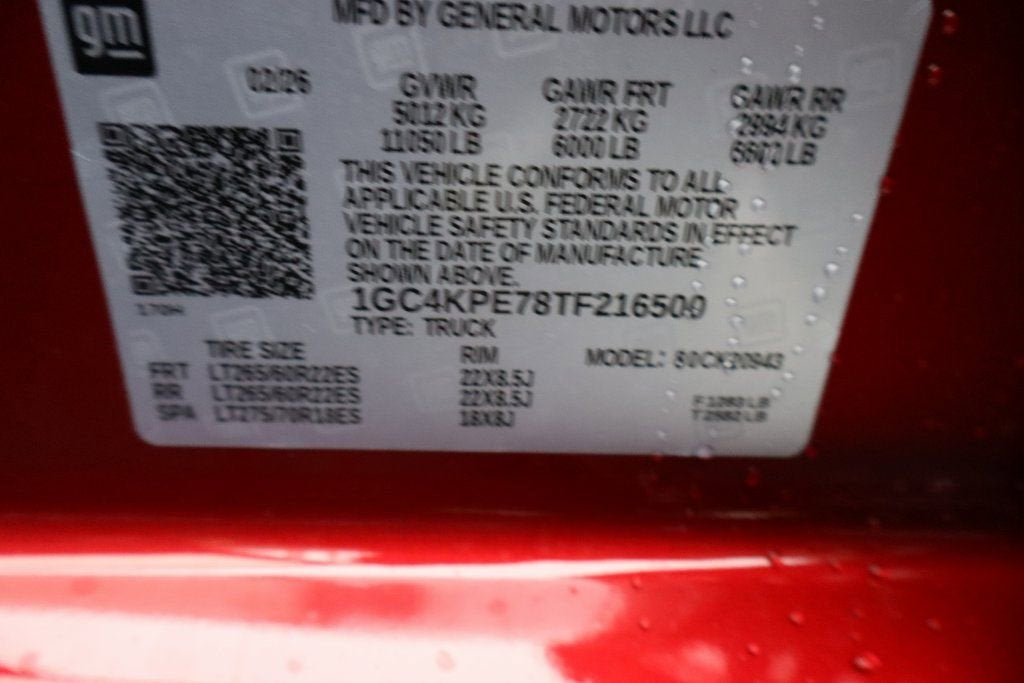 gm
MFD BY GENERAL MOTORS LLC
02/26
GVWR GAWR FRT GAWR RR
5012 KG 2722 KG 2994 KG
11050 LB 6000 LB 6602 LB
THIS VEHICLE CONFORMS TO ALL
APPLICABLE U.S. FEDERAL MOTOR
VEHICLE SAFETY STANDARDS IN EFFECT
ON THE DATE OF MANUFACTURE
SHOWN ABOVE.
1GC4KPE78TF216500
170H
TYPE: TRUCK
TIRE SIZE RIM MODEL:
FRT LT265/60R22ES 22X8.5J
RR LT265/60R22ES 22X8.5J
SPA LT275/70R18ES 18X8J